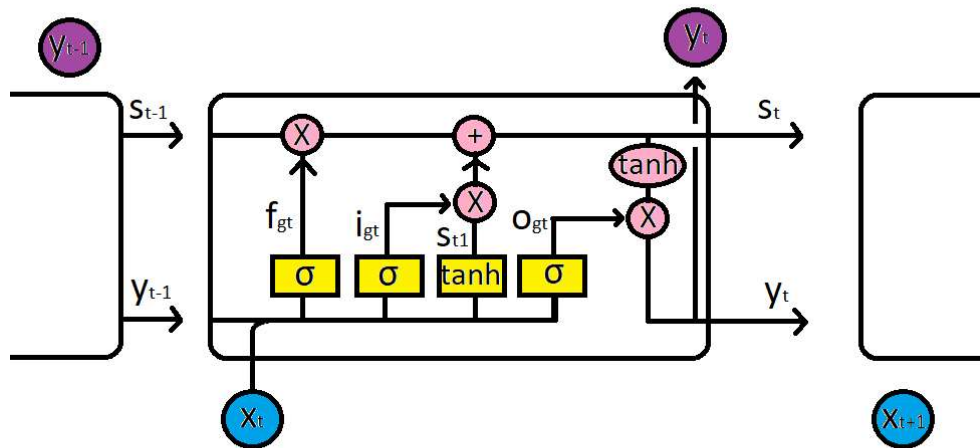 yt-1
yt
st-1
st
X
+
tanh
X
X
fgt
igt
st1
ogt
σ
σ
tanh
σ
yt-1
yt
xt
xt+1